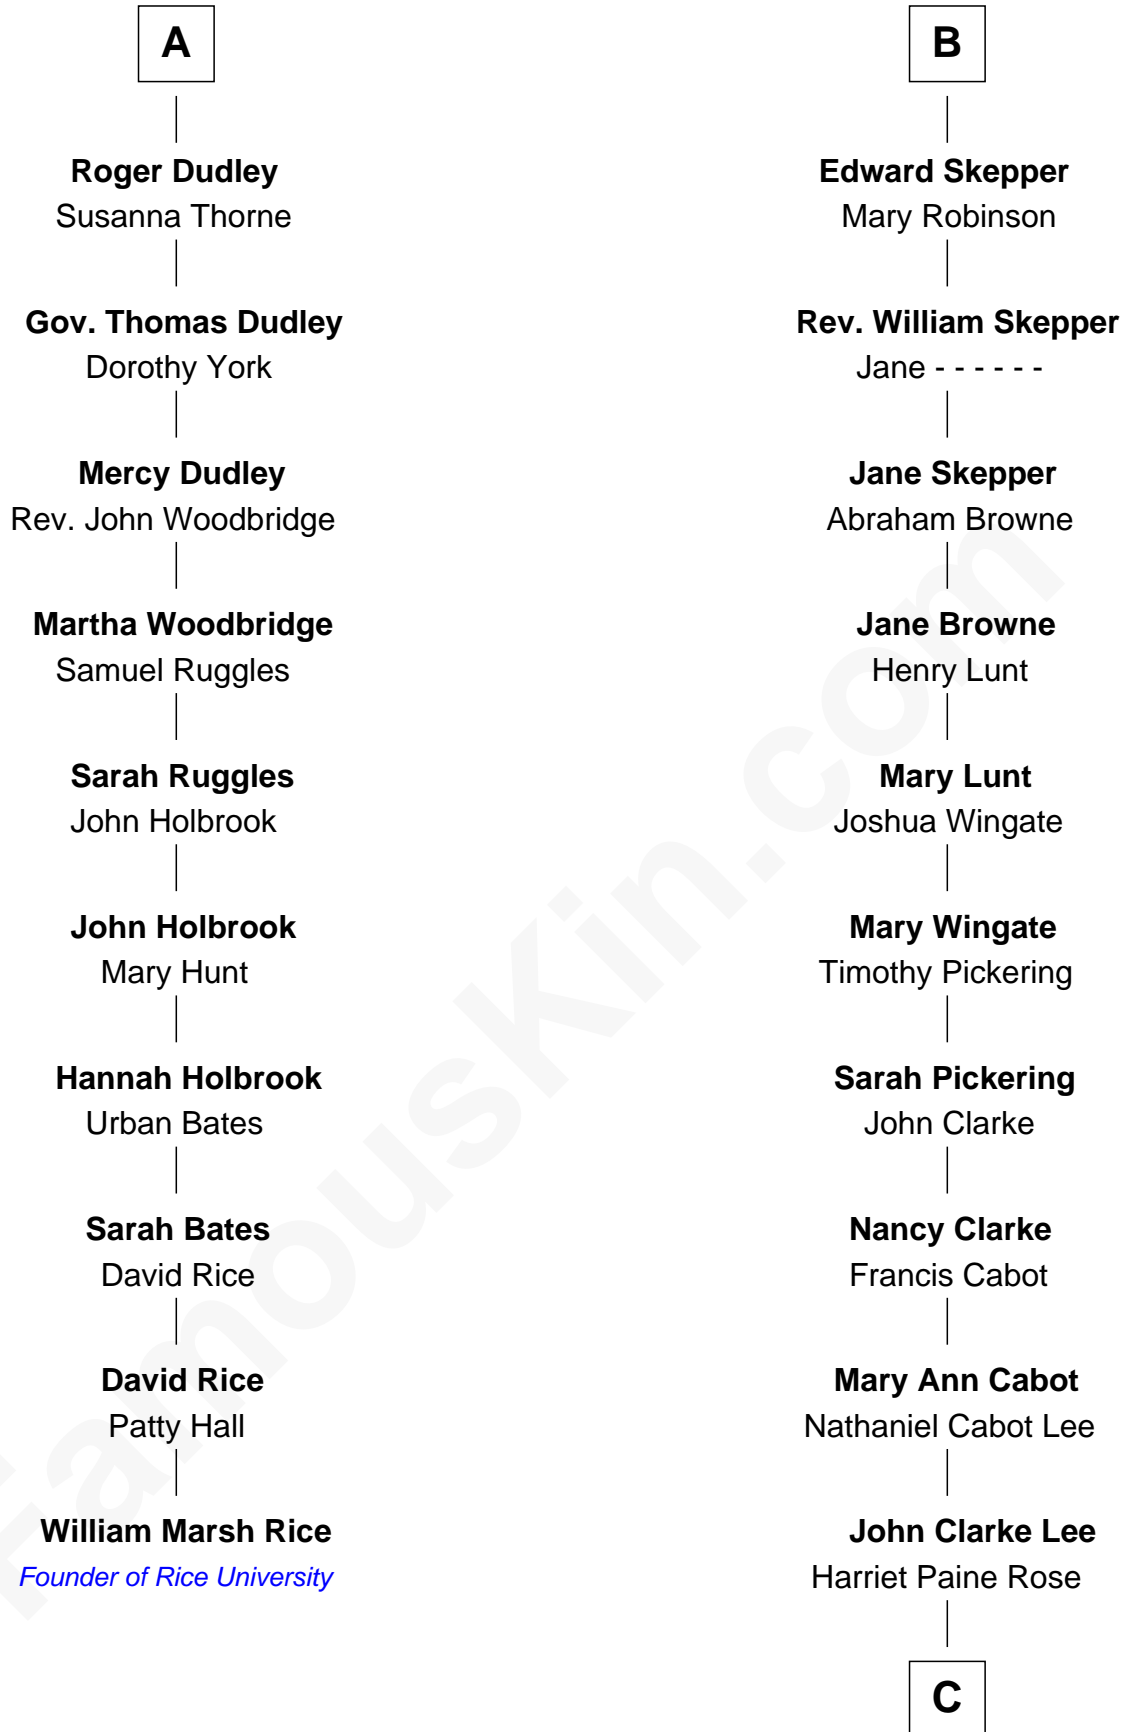 A
Roger Dudley
Susanna Thorne
Gov. Thomas Dudley
Dorothy York
Mercy Dudley
Rev. John Woodbridge
Martha Woodbridge
Samuel Ruggles
Sarah Ruggles
John Holbrook
John Holbrook
Mary Hunt
Hannah Holbrook
Urban Bates
Sarah Bates
David Rice
David Rice
Patty Hall
William Marsh Rice
Founder of Rice University
B
Edward Skepper
Mary Robinson
Rev. William Skepper
Jane - - - - - -
Jane Skepper
Abraham Browne
Jane Browne
Henry Lunt
Mary Lunt
Joshua Wingate
Mary Wingate
Timothy Pickering
Sarah Pickering
John Clarke
Nancy Clarke
Francis Cabot
Mary Ann Cabot
Nathaniel Cabot Lee
John Clarke Lee
Harriet Paine Rose
C
FamousKin.com